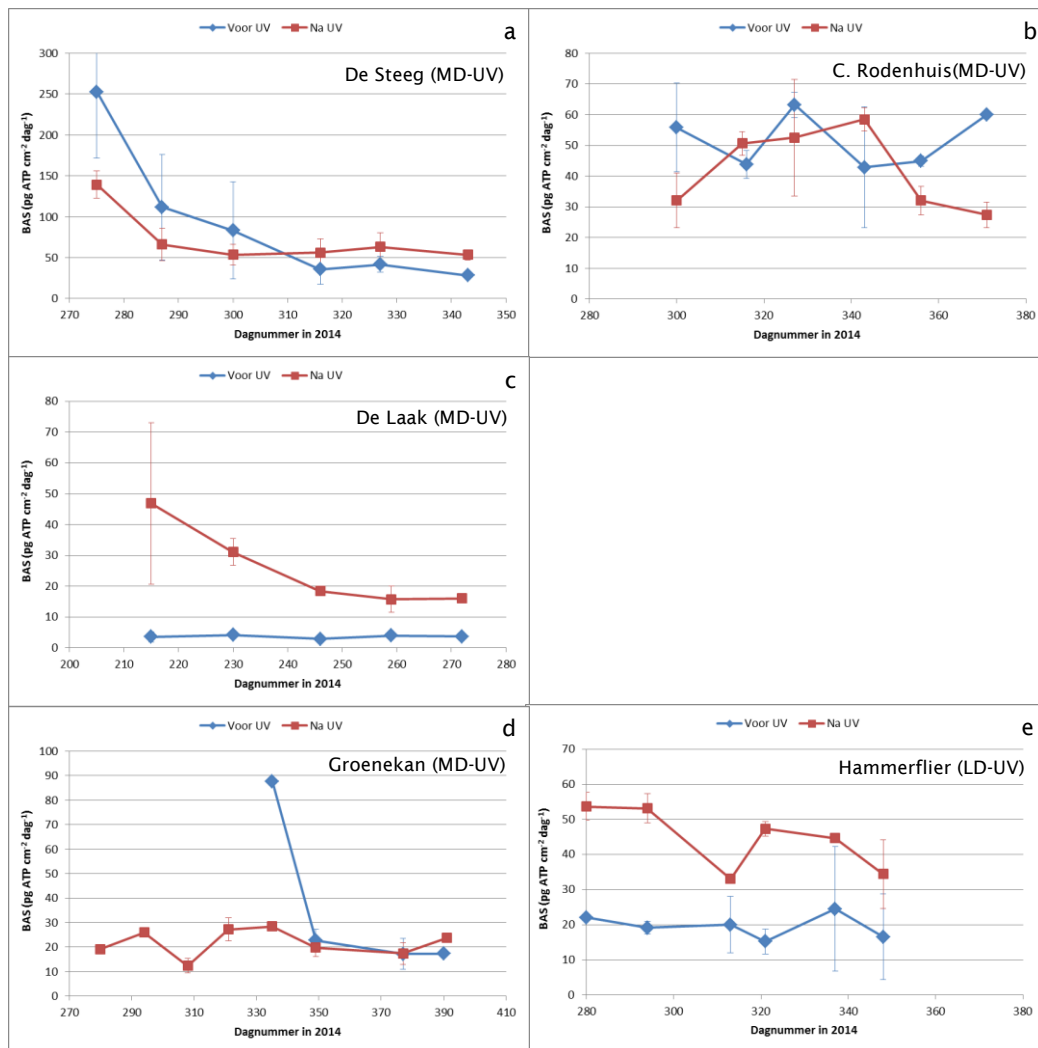 Voor UV Na UV
a
De Steeg (MD-UV)
300
250
200
150
100
50
0
BAS (pg ATP cm⁻² dag⁻¹)
270 280 290 300 310 320 330 340 350
Dagnummer in 2014
Voor UV Na UV
b
C. Rodenhuis(MD-UV)
80
70
60
50
40
30
20
10
0
BAS (pg ATP cm⁻² dag⁻¹)
280 300 320 340 360 380
Dagnummer in 2014
Voor UV Na UV
c
De Laak (MD-UV)
80
70
60
50
40
30
20
10
0
BAS (pg ATP cm⁻² dag⁻¹)
200 210 220 230 240 250 260 270 280
Dagnummer in 2014
Voor UV Na UV
d
Groenekan (MD-UV)
100
90
80
70
60
50
40
30
20
10
0
BAS (pg ATP cm⁻² dag⁻¹)
270 290 310 330 350 370 390 410
Dagnummer in 2014
Voor UV Na UV
e
Hammerflier (LD-UV)
70
60
50
40
30
20
10
0
BAS (pg ATP cm⁻² dag⁻¹)
280 300 320 340 360 380
Dagnummer in 2014